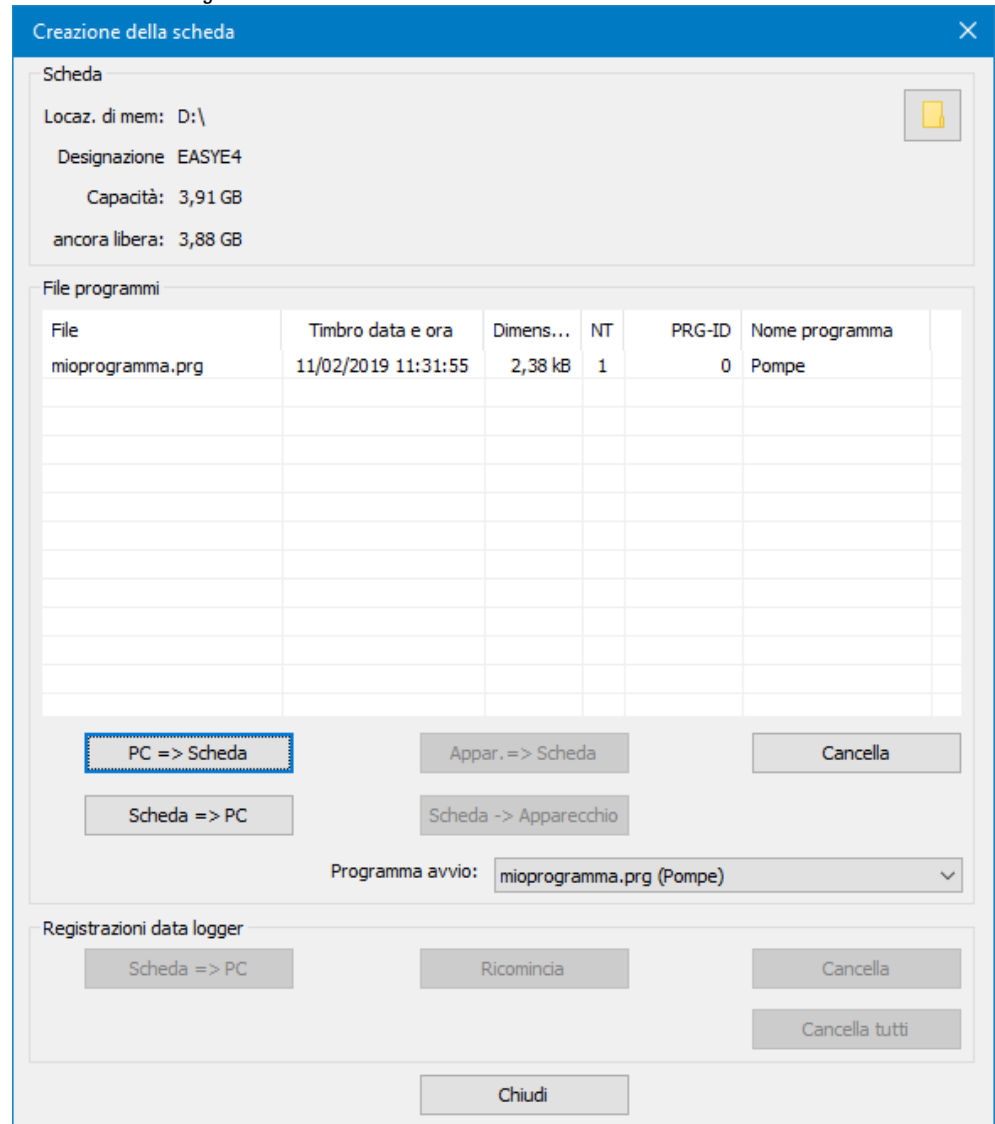 Creazione della scheda
Scheda
Locaz. di mem: D:\
Designazione EASYE4
Capacità: 3,91 GB
ancora libera: 3,88 GB
File programmi
File Timbro data e ora Dimens... NT PRG-ID Nome programma
mioprogramma.prg 11/02/2019 11:31:55 2,38 kB 1 0 Pompe
PC => Scheda Appar.=> Scheda Cancella
Scheda => PC Scheda -> Apparecchio
Programma avvio: mioprogramma.prg (Pompe)
Registrazioni data logger
Scheda => PC Ricomincia Cancella
Cancella tutti
Chiudi